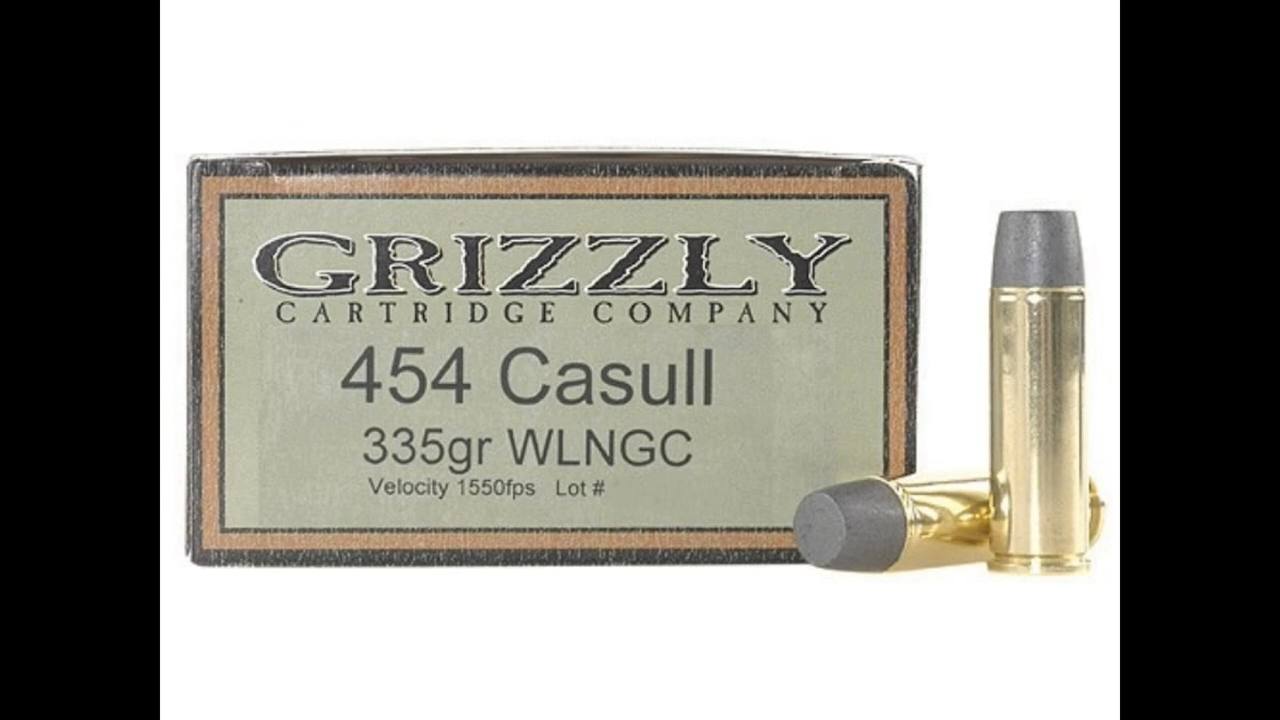 GRIZZLY
CARTRIDGE COMPANY
454 Casull
335gr WLNGC
Velocity 1550fps Lot #